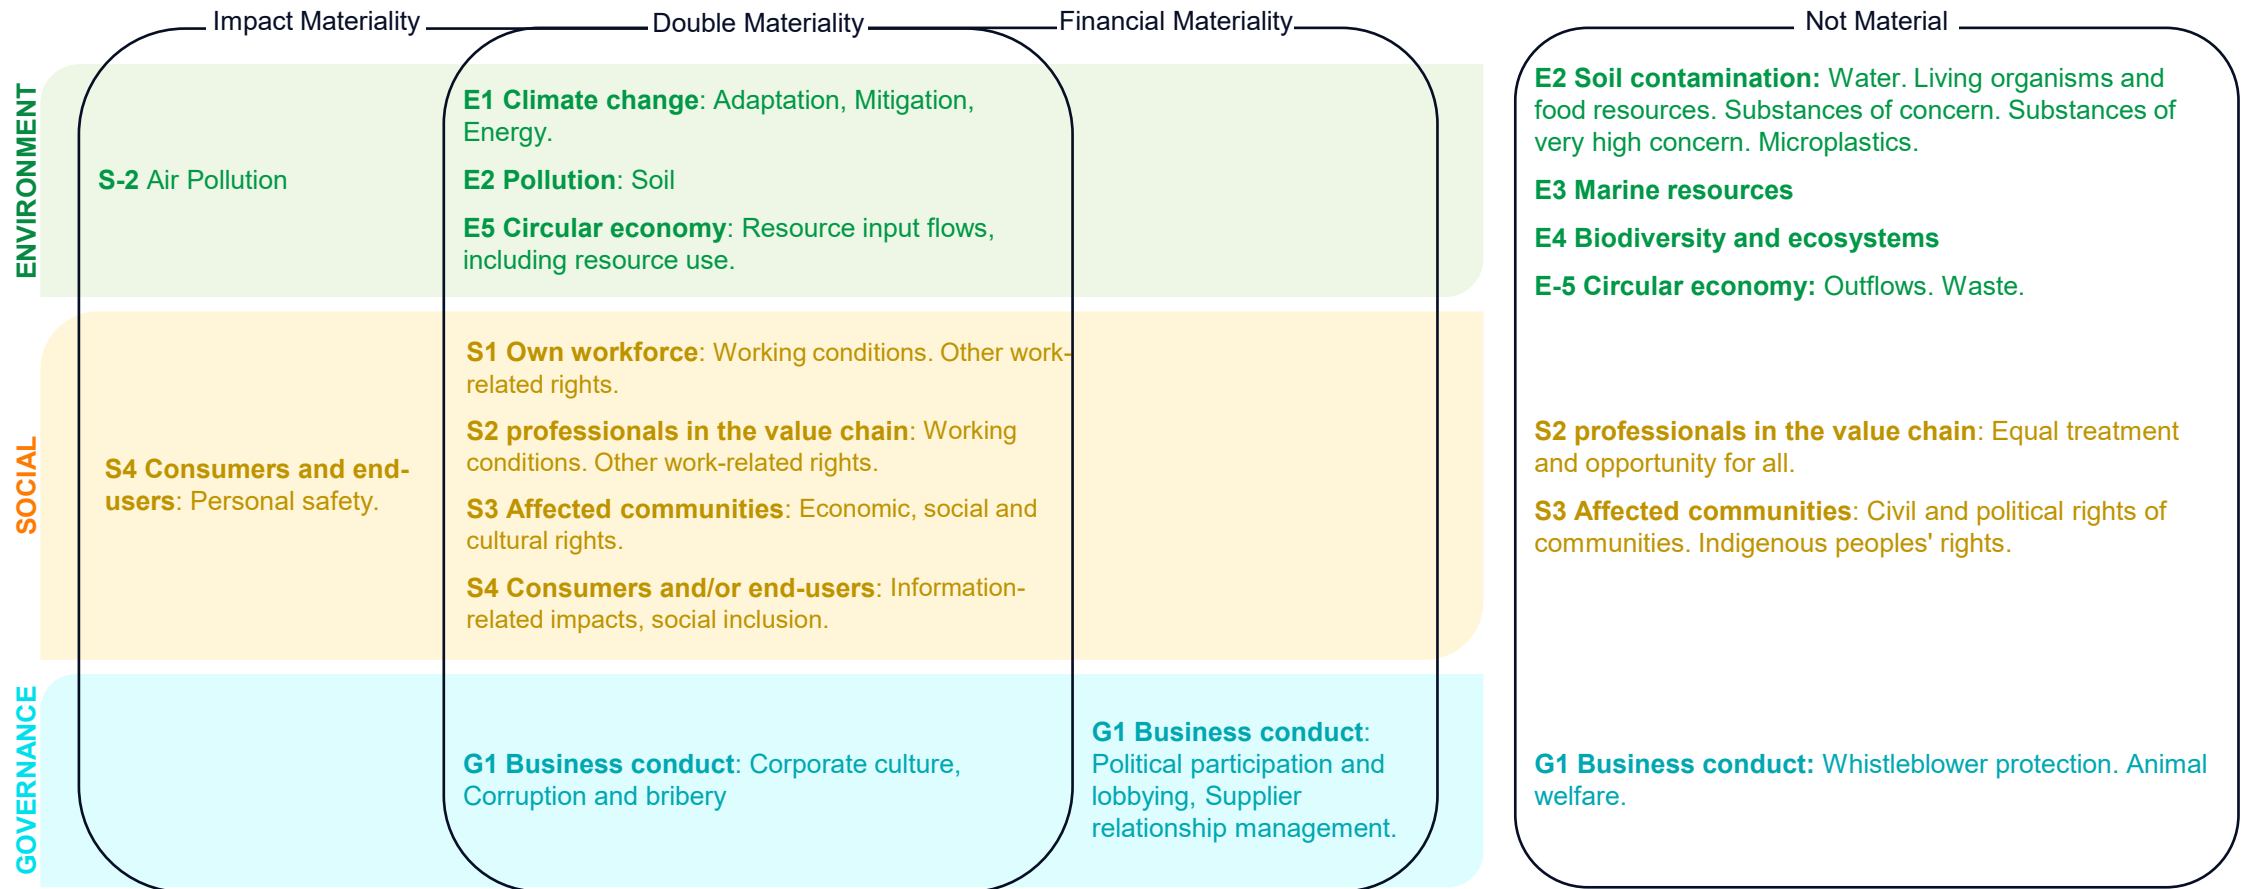 Impact Materiality
Double Materiality
Financial Materiality
Not Material
ENVIRONMENT
S-2 Air Pollution
E1 Climate change: Adaptation, Mitigation,
Energy.
E2 Pollution: Soil
E5 Circular economy: Resource input flows,
including resource use.
E2 Soil contamination: Water. Living organisms and
food resources. Substances of concern. Substances of
very high concern. Microplastics.
E3 Marine resources
E4 Biodiversity and ecosystems
E-5 Circular economy: Outflows. Waste.
SOCIAL
S4 Consumers and end-
users: Personal safety.
S1 Own workforce: Working conditions. Other work-
related rights.
S2 professionals in the value chain: Working
conditions. Other work-related rights.
S3 Affected communities: Economic, social and
cultural rights.
S4 Consumers and/or end-users: Information-
related impacts, social inclusion.
S2 professionals in the value chain: Equal treatment
and opportunity for all.
S3 Affected communities: Civil and political rights of
communities. Indigenous peoples' rights.
GOVERNANCE
G1 Business conduct: Corporate culture,
Corruption and bribery
G1 Business conduct:
Political participation and
lobbying, Supplier
relationship management.
G1 Business conduct: Whistleblower protection. Animal
welfare.